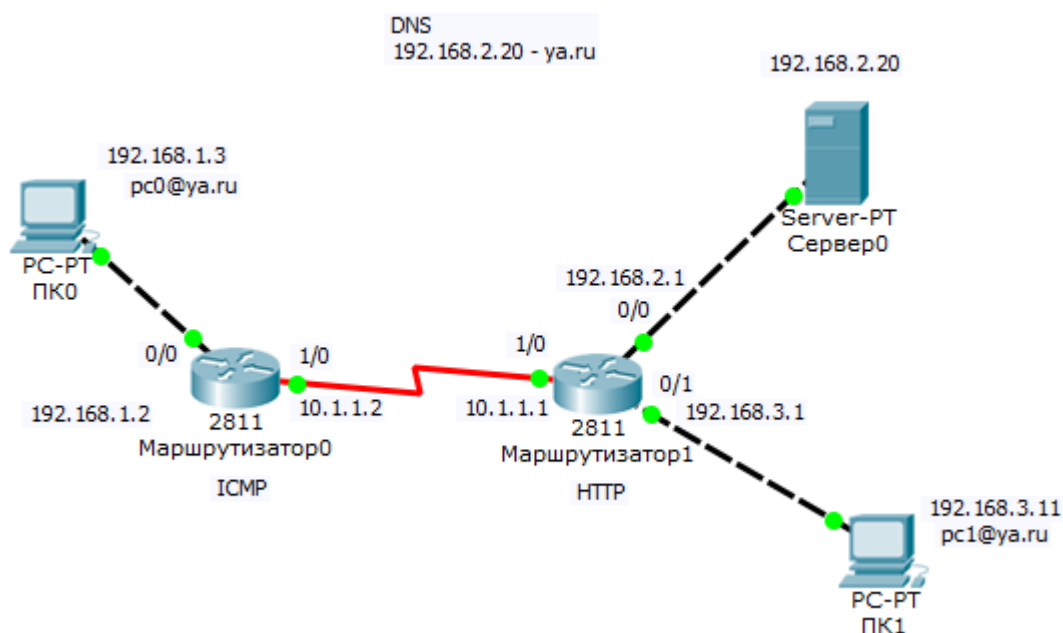 DNS
192.168.2.20 - ya.ru
192.168.2.20
192.168.1.3
pc0@ya.ru
Server-PT
Сервер0
PC-PT
ПК0
192.168.2.1
0/0
0/0
1/0
1/0
0/1
192.168.1.2
10.1.1.2
10.1.1.1
192.168.3.1
2811
Маршрутизатор0
2811
Маршрутизатор1
ICMP
HTTP
192.168.3.11
pc1@ya.ru
PC-PT
ПК1